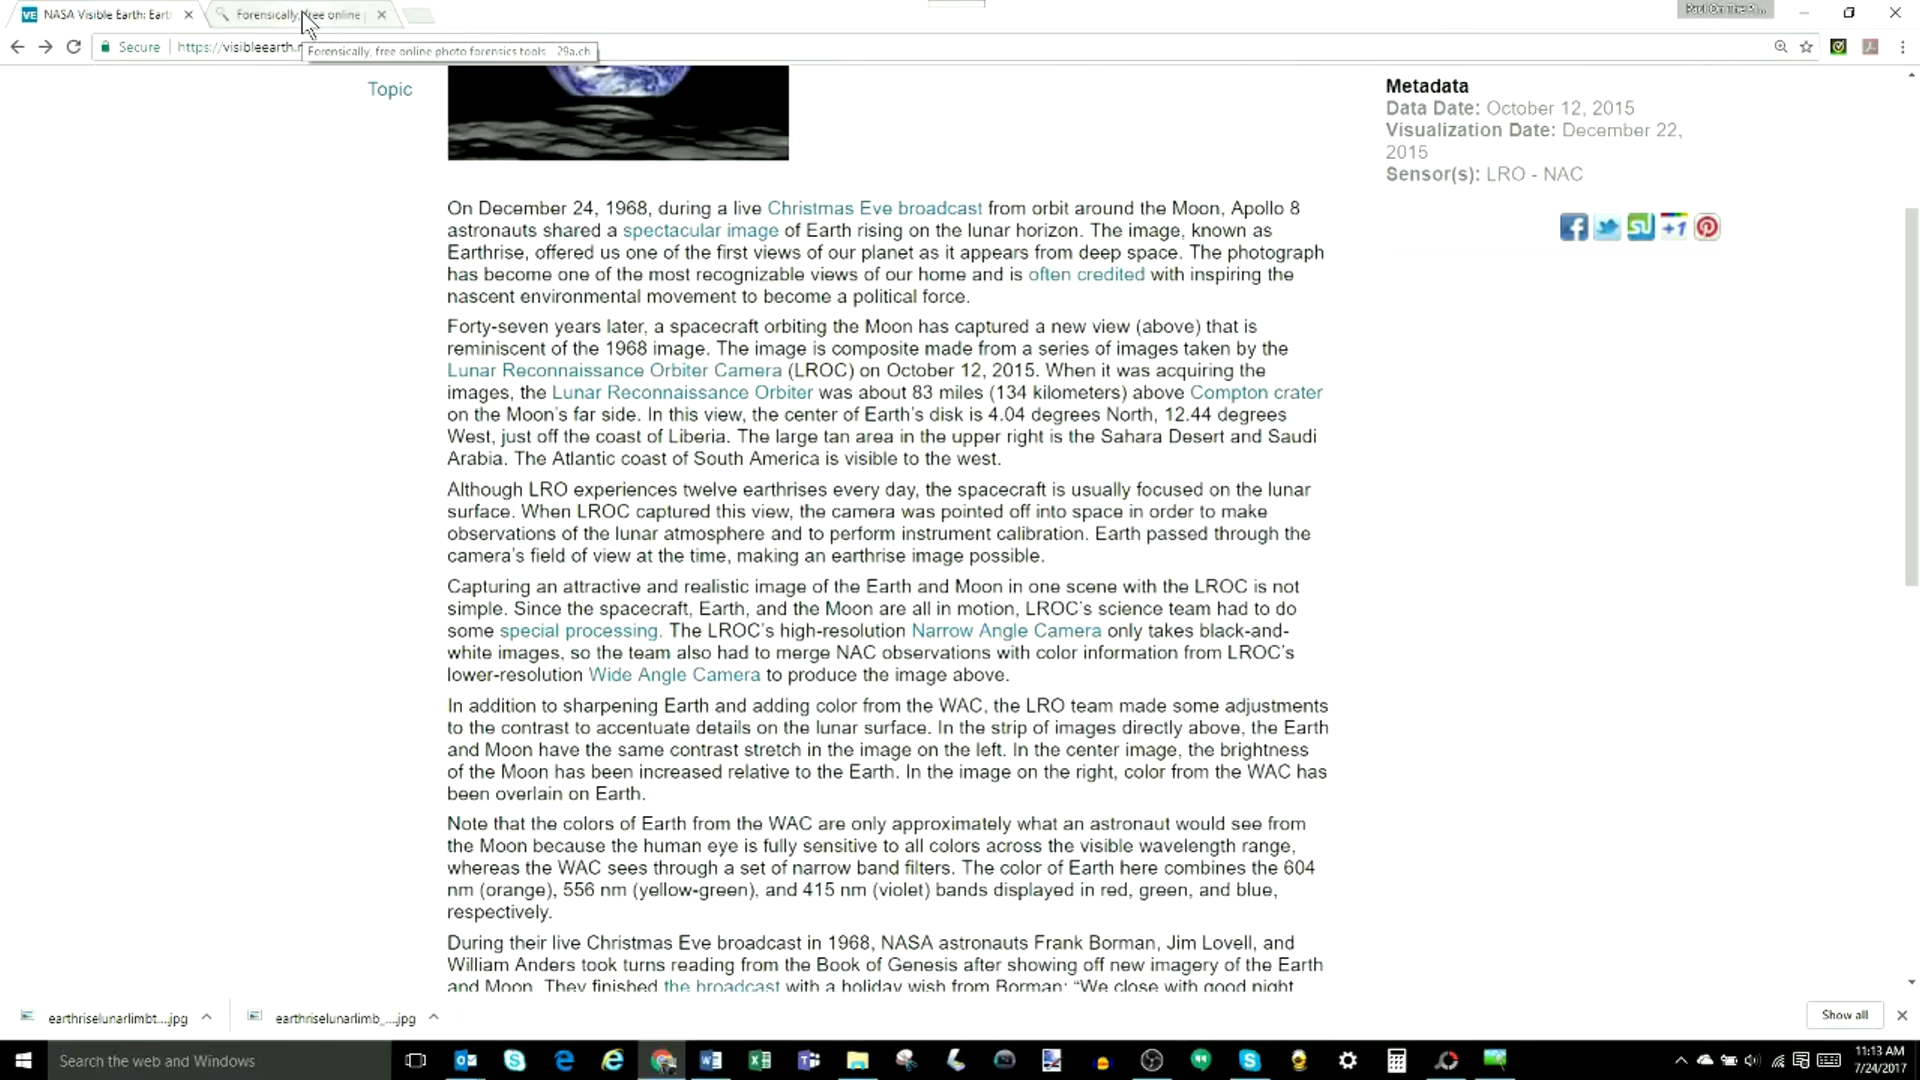 NASA Visible Earth: Eart
Forensically, free online
Secure
https://visibleearth.
Forensically, free online photo forensics tools 29a.ch
Topic
Metadata
Data Date: October 12, 2015
Visualization Date: December 22,
2015
Sensor(s): LRO - NAC
On December 24, 1968, during a live Christmas Eve broadcast from orbit around the Moon, Apollo 8
astronauts shared a spectacular image of Earth rising on the lunar horizon. The image, known as
Earthrise, offered us one of the first views of our planet as it appears from deep space. The photograph
has become one of the most recognizable views of our home and is often credited with inspiring the
nascent environmental movement to become a political force.
Forty-seven years later, a spacecraft orbiting the Moon has captured a new view (above) that is
reminiscent of the 1968 image. The image is composite made from a series of images taken by the
Lunar Reconnaissance Orbiter Camera (LROC) on October 12, 2015. When it was acquiring the
images, the Lunar Reconnaissance Orbiter was about 83 miles (134 kilometers) above Compton crater
on the Moon's far side. In this view, the center of Earth's disk is 4.04 degrees North, 12.44 degrees
West, just off the coast of Liberia. The large tan area in the upper right is the Sahara Desert and Saudi
Arabia. The Atlantic coast of South America is visible to the west.
Although LRO experiences twelve earthrises every day, the spacecraft is usually focused on the lunar
surface. When LROC captured this view, the camera was pointed off into space in order to make
observations of the lunar atmosphere and to perform instrument calibration. Earth passed through the
camera's field of view at the time, making an earthrise image possible.
Capturing an attractive and realistic image of the Earth and Moon in one scene with the LROC is not
simple. Since the spacecraft, Earth, and the Moon are all in motion, LROC's science team had to do
some special processing. The LROC's high-resolution Narrow Angle Camera only takes black-and-
white images, so the team also had to merge NAC observations with color information from LROC's
lower-resolution Wide Angle Camera to produce the image above.
In addition to sharpening Earth and adding color from the WAC, the LRO team made some adjustments
to the contrast to accentuate details on the lunar surface. In the strip of images directly above, the Earth
and Moon have the same contrast stretch in the image on the left. In the center image, the brightness
of the Moon has been increased relative to the Earth. In the image on the right, color from the WAC has
been overlain on Earth.
Note that the colors of Earth from the WAC are only approximately what an astronaut would see from
the Moon because the human eye is fully sensitive to all colors across the visible wavelength range,
whereas the WAC sees through a set of narrow band filters. The color of Earth here combines the 604
nm (orange), 556 nm (yellow-green), and 415 nm (violet) bands displayed in red, green, and blue,
respectively.
During their live Christmas Eve broadcast in 1968, NASA astronauts Frank Borman, Jim Lovell, and
William Anders took turns reading from the Book of Genesis after showing off new imagery of the Earth
and Moon. They finished the broadcast with a holiday wish from Borman: "We close with good night
earthriselunarlimbt....jpg
earthriselunarlimb_....jpg
Show all
Search the web and Windows
11:13 AM
7/24/2017